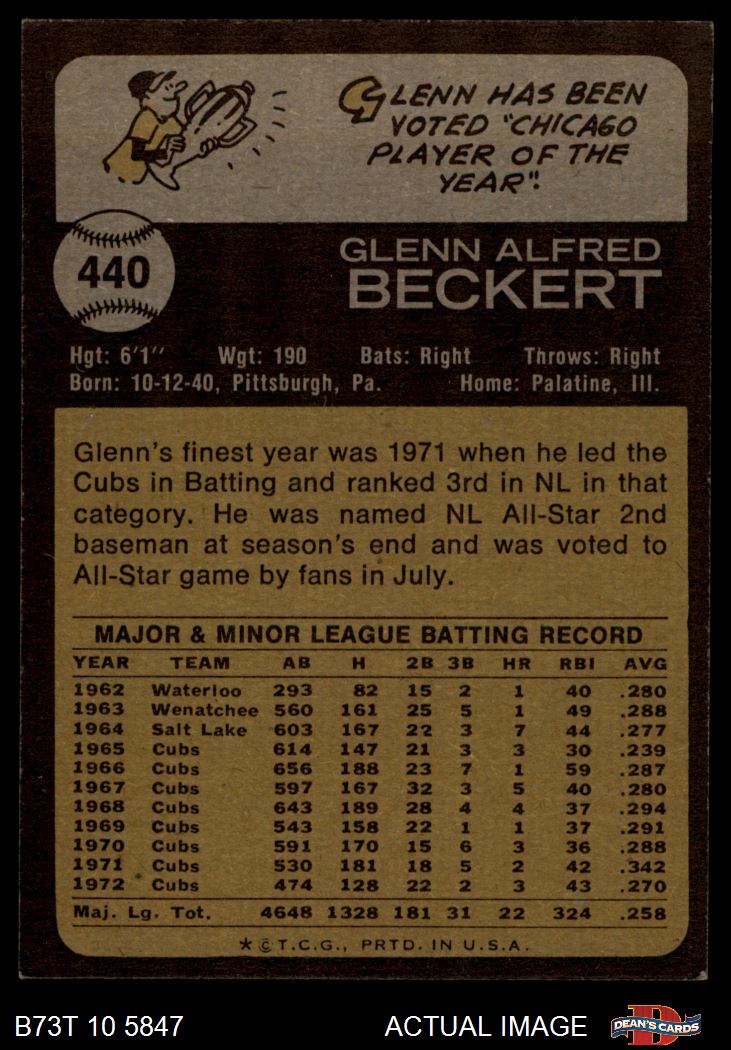 GLENN HAS BEEN
VOTED "CHICAGO
PLAYER OF THE
YEAR".
440
GLENN ALFRED
BECKERT
Hgt: 6'1" Wgt: 190 Bats: Right Throws: Right
Born: 10-12-40, Pittsburgh, Pa. Home: Palatine, Ill.
Glenn's finest year was 1971 when he led the
Cubs in Batting and ranked 3rd in NL in that
category. He was named NL All-Star 2nd
baseman at season's end and was voted to
All-Star game by fans in July.
MAJOR & MINOR LEAGUE BATTING RECORD
YEAR TEAM AB H 2B 3B HR RBI AVG
1962 Waterloo 293 82 15 2 1 40 .280
1963 Wenatchee 560 161 25 5 1 49 .288
1964 Salt Lake 603 167 22 3 7 44 .277
1965 Cubs 614 147 21 3 3 30 .239
1966 Cubs 656 188 23 7 1 59 .287
1967 Cubs 597 167 32 3 5 40 .280
1968 Cubs 643 189 28 4 4 37 .294
1969 Cubs 543 158 22 1 1 37 .291
1970 Cubs 591 170 15 6 3 36 .288
1971 Cubs 530 181 18 5 2 42 .342
1972 Cubs 474 128 22 2 3 43 .270
Maj. Lg. Tot. 4648 1328 181 31 22 324 .258
* © T.C.G., PRTD. IN U.S.A.
B73T 10 5847 ACTUAL IMAGE D DEAN'S CARDS